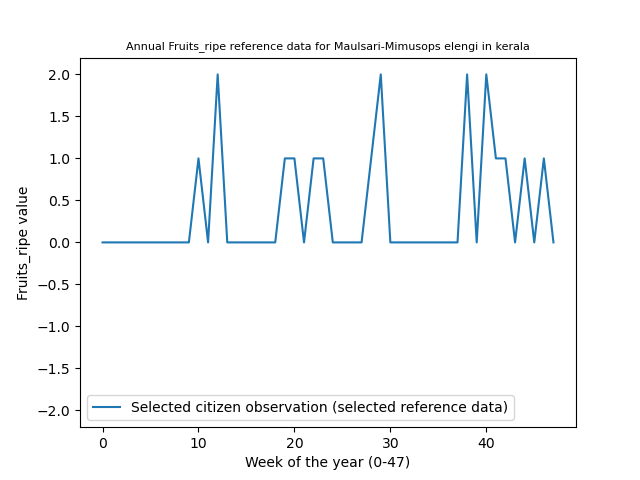 Annual Fruits_ripe reference data for Maulsari-Mimusops elengi in kerala
2.0
1.5
1.0
0.5
0.0
−0.5
−1.0
−1.5
−2.0
Fruits_ripe value
Selected citizen observation (selected reference data)
0 10 20 30 40
Week of the year (0-47)